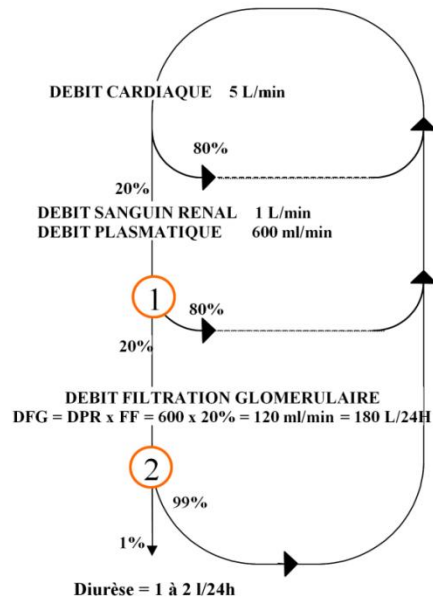 DEBIT CARDIAQUE 5 L/min
80%
20%
DEBIT SANGUIN RENAL 1 L/min
DEBIT PLASMATIQUE 600 ml/min
1
80%
20%
DEBIT FILTRATION GLOMERULAIRE
DFG = DPR x FF = 600 x 20% = 120 ml/min = 180 L/24H
2
99%
1%
Diurèse = 1 à 2 l/24h